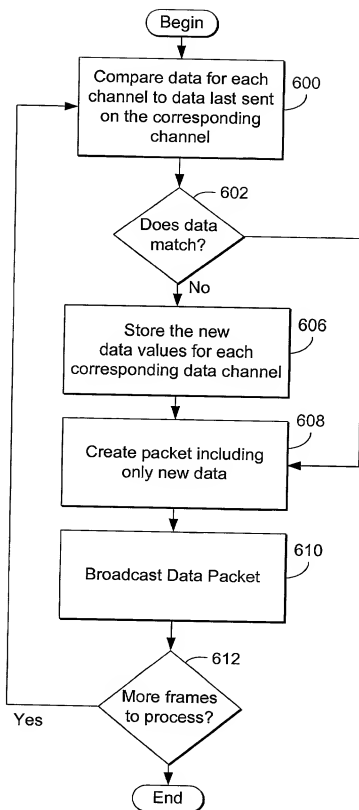 Begin
Compare data for each
channel to data last sent
on the corresponding
channel
600
602
Does data
match?
No
Store the new
data values for each
corresponding data channel
606
608
Create packet including
only new data
610
Broadcast Data Packet
612
More frames
to process?
Yes
End